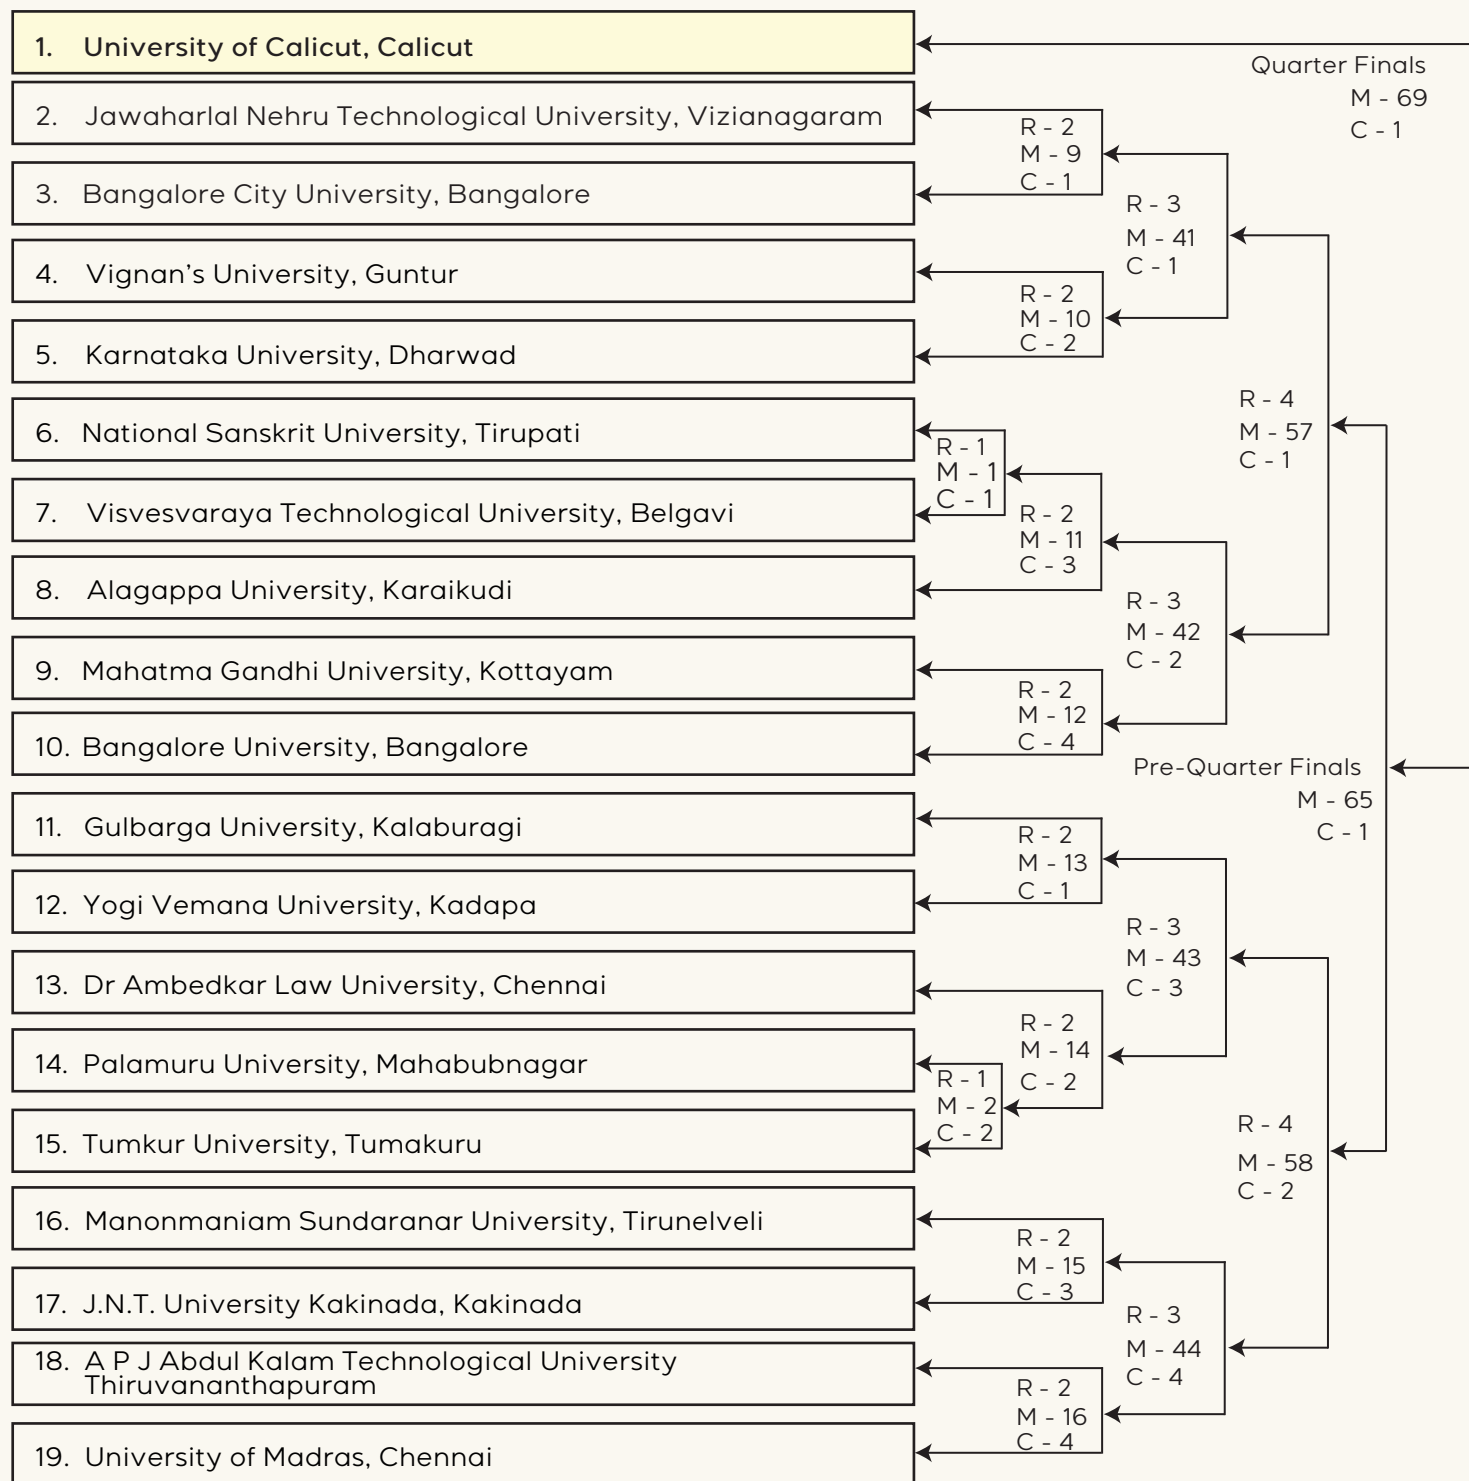 1. University of Calicut, Calicut
Quarter Finals
M - 69
C - 1
2. Jawaharlal Nehru Technological University, Vizianagaram
R - 2
M - 9
C - 1
3. Bangalore City University, Bangalore
R - 3
M - 41
C - 1
4. Vignan's University, Guntur
R - 2
M - 10
C - 2
5. Karnataka University, Dharwad
R - 4
M - 57
C - 1
6. National Sanskrit University, Tirupati
R - 1
M - 1
C - 1
7. Visvesvaraya Technological University, Belgavi
R - 2
M - 11
C - 3
8. Alagappa University, Karaikudi
R - 3
M - 42
C - 2
9. Mahatma Gandhi University, Kottayam
R - 2
M - 12
C - 4
10. Bangalore University, Bangalore
Pre-Quarter Finals
M - 65
C - 1
11. Gulbarga University, Kalaburagi
R - 2
M - 13
C - 1
12. Yogi Vemana University, Kadapa
R - 3
M - 43
C - 3
13. Dr Ambedkar Law University, Chennai
R - 2
M - 14
C - 2
14. Palamuru University, Mahabubnagar
R - 1
M - 2
C - 2
15. Tumkur University, Tumakuru
R - 4
M - 58
C - 2
16. Manonmaniam Sundaranar University, Tirunelveli
R - 2
M - 15
C - 3
17. J.N.T. University Kakinada, Kakinada
R - 3
M - 44
C - 4
18. A P J Abdul Kalam Technological University
Thiruvananthapuram
R - 2
M - 16
C - 4
19. University of Madras, Chennai